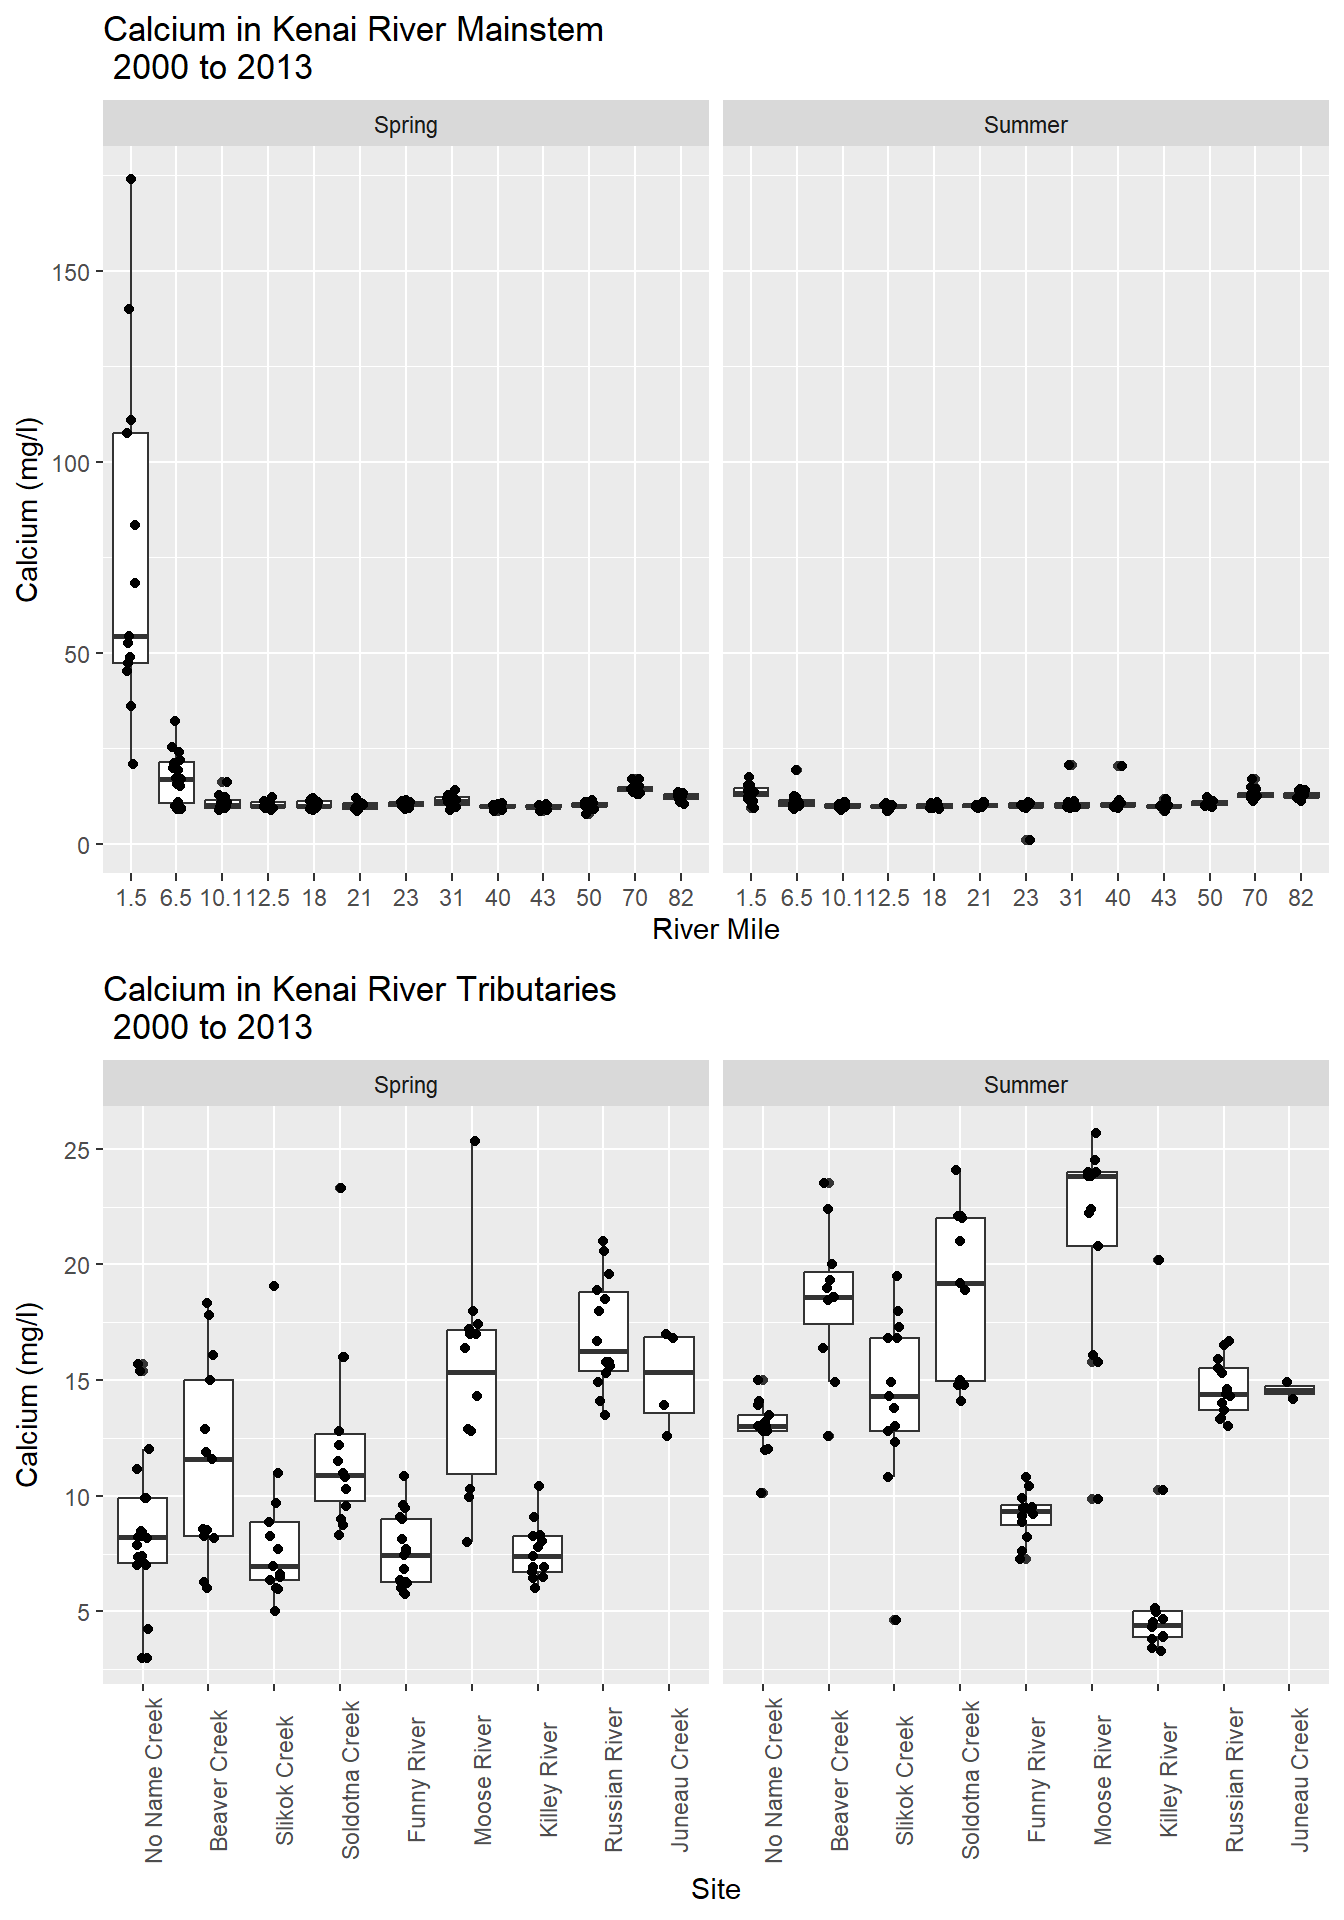 Calcium in Kenai River Mainstem
2000 to 2013
Spring Summer
150
100
50
0
Calcium (mg/l)
1.5 6.5 10.1 12.5 18 21 23 31 40 43 50 70 82 1.5 6.5 10.1 12.5 18 21 23 31 40 43 50 70 82
River Mile
Calcium in Kenai River Tributaries
2000 to 2013
Spring Summer
25
20
15
10
5
Calcium (mg/l)
No Name Creek
Beaver Creek
Slikok Creek
Soldotna Creek
Funny River
Moose River
Killey River
Russian River
Juneau Creek
No Name Creek
Beaver Creek
Slikok Creek
Soldotna Creek
Funny River
Moose River
Killey River
Russian River
Juneau Creek
Site